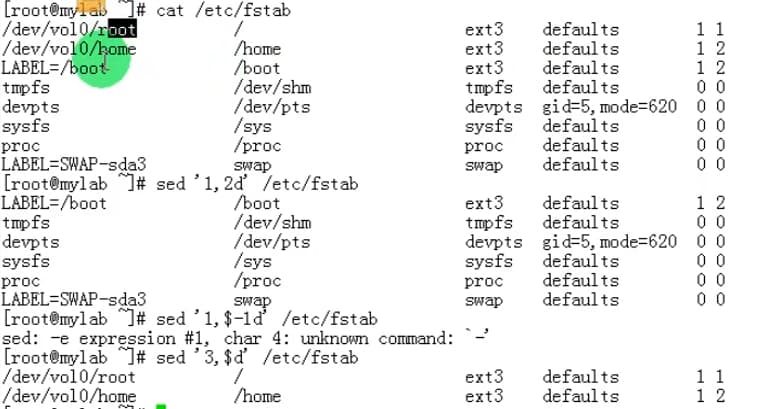 [root@mylab ~]# cat /etc/fstab
/dev/vol0/root / ext3 defaults 1 1
/dev/vol0/home /home ext3 defaults 1 2
LABEL=/boot /boot ext3 defaults 1 2
tmpfs /dev/shm tmpfs defaults 0 0
devpts /dev/pts devpts gid=5,mode=620 0 0
sysfs /sys sysfs defaults 0 0
proc /proc proc defaults 0 0
LABEL=SWAP-sda3 swap swap defaults 0 0
[root@mylab ~]# sed '1,2d' /etc/fstab
LABEL=/boot /boot ext3 defaults 1 2
tmpfs /dev/shm tmpfs defaults 0 0
devpts /dev/pts devpts gid=5,mode=620 0 0
sysfs /sys sysfs defaults 0 0
proc /proc proc defaults 0 0
LABEL=SWAP-sda3 swap swap defaults 0 0
[root@mylab ~]# sed '1,$-1d' /etc/fstab
sed: -e expression #1, char 4: unknown command: `-'
[root@mylab ~]# sed '3,$d' /etc/fstab
/dev/vol0/root / ext3 defaults 1 1
/dev/vol0/home /home ext3 defaults 1 2
[root@mylab ~]#